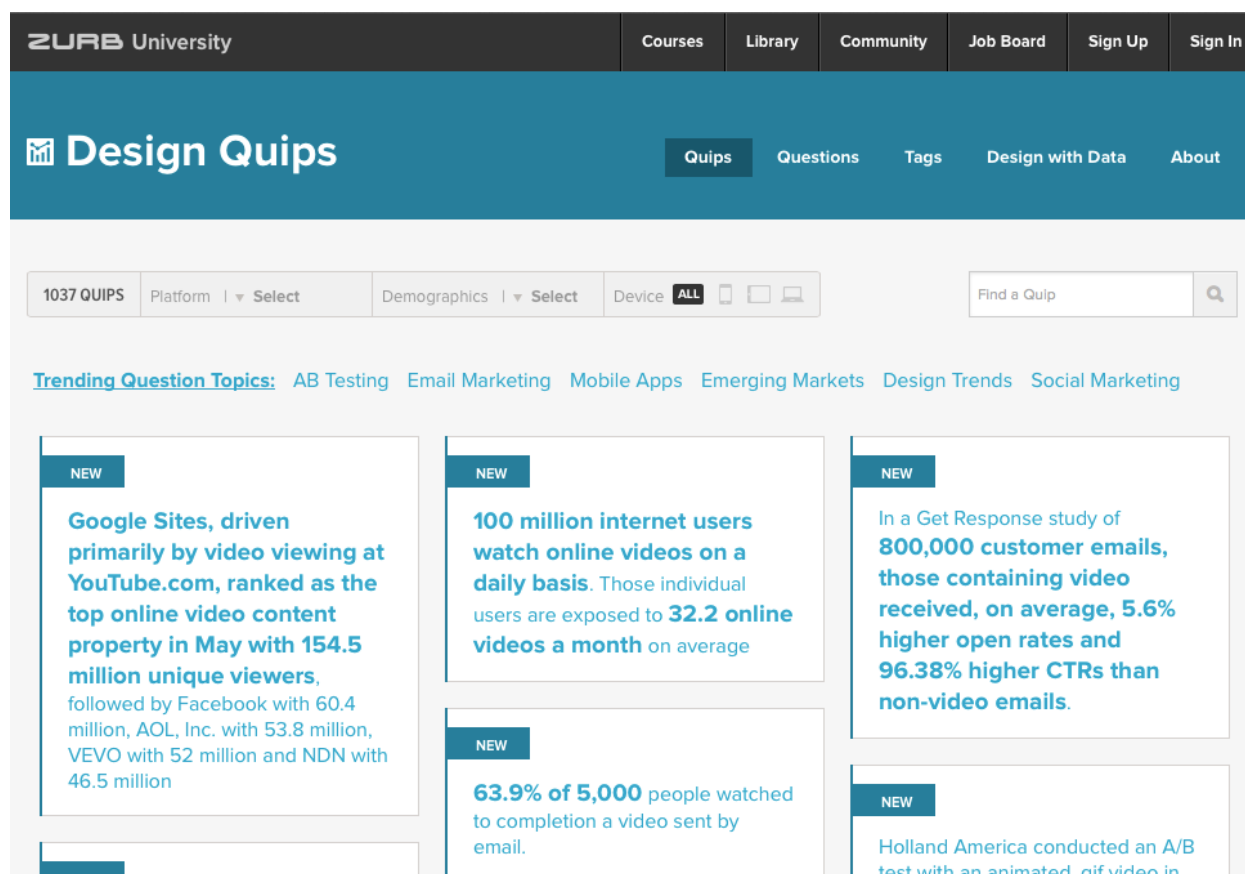 ZURB University
Courses
Library
Community
Job Board
Sign Up
Sign In
Design Quips
Quips
Questions
Tags
Design with Data
About
1037 QUIPS
Platform | ▼ Select
Demographics | ▼ Select
Device ALL
Find a Quip
Trending Question Topics: AB Testing Email Marketing Mobile Apps Emerging Markets Design Trends Social Marketing
NEW
Google Sites, driven
primarily by video viewing at
YouTube.com, ranked as the
top online video content
property in May with 154.5
million unique viewers,
followed by Facebook with 60.4
million, AOL, Inc. with 53.8 million,
VEVO with 52 million and NDN with
46.5 million
NEW
100 million internet users
watch online videos on a
daily basis. Those individual
users are exposed to 32.2 online
videos a month on average
NEW
63.9% of 5,000 people watched
to completion a video sent by
email.
NEW
In a Get Response study of
800,000 customer emails,
those containing video
received, on average, 5.6%
higher open rates and
96.38% higher CTRs than
non-video emails.
NEW
Holland America conducted an A/B
test with an animated .gif video in